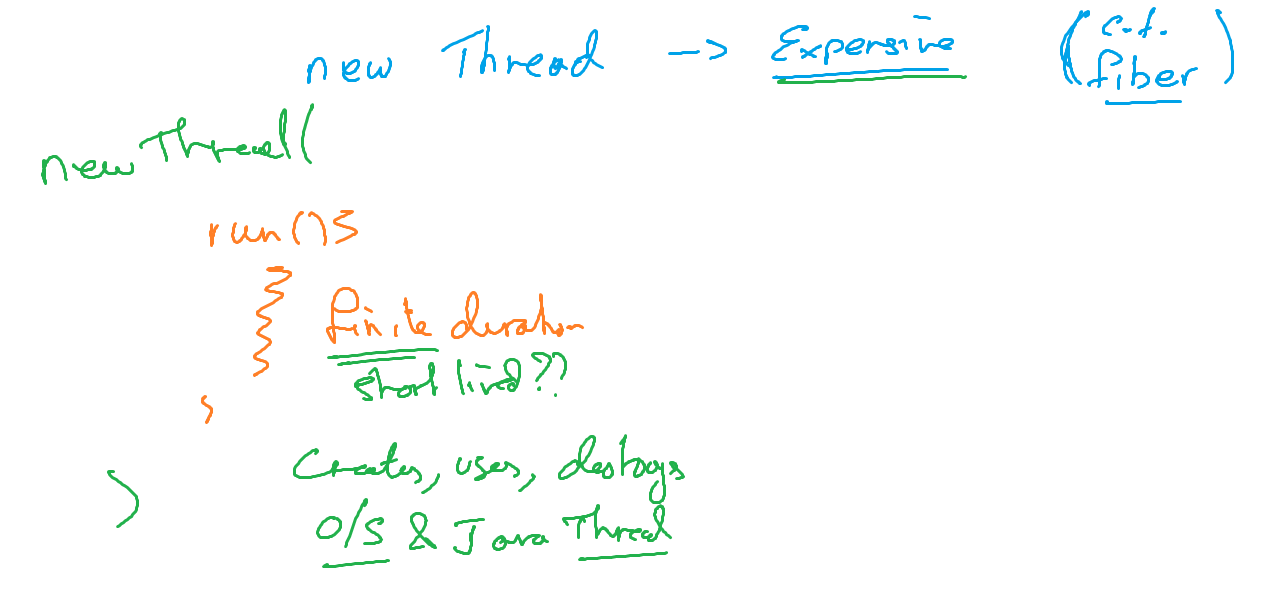 new Thread -> Expensive (c.f. fiber)
new Thread(
run(){
finite duration
short lived??
}
creates, uses, destroys
)
O/S & Java Thread